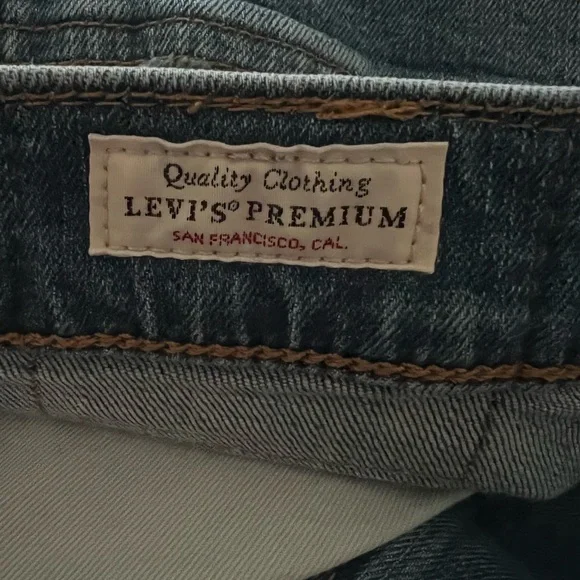 Quality Clothing
LEVI'S® PREMIUM
SAN FRANCISCO, CAL.